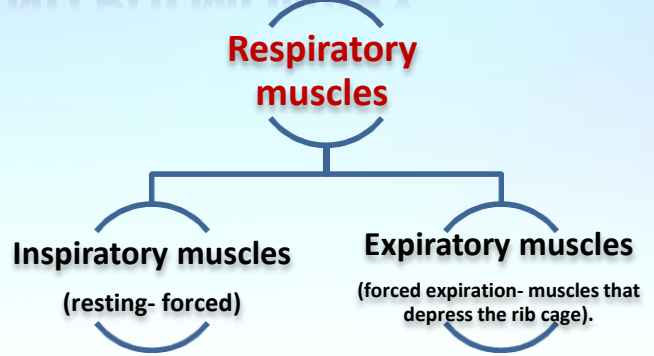 Respiratory
muscles
Inspiratory muscles
(resting- forced)
Expiratory muscles
(forced expiration- muscles that
depress the rib cage).